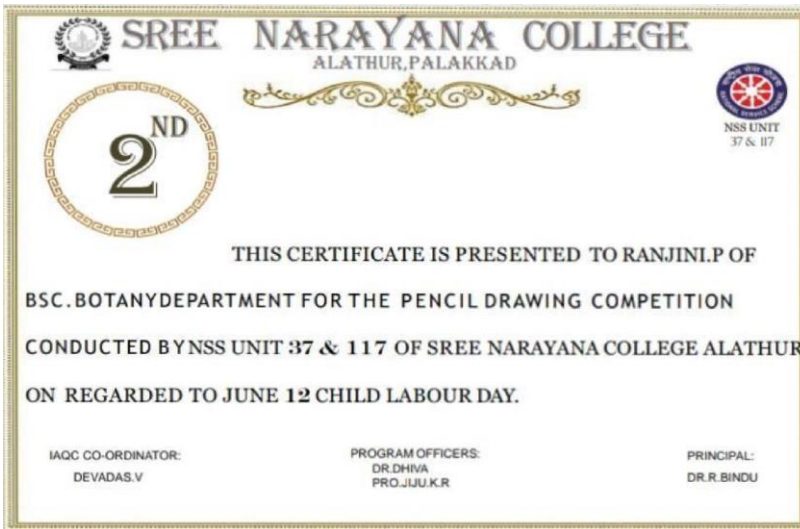 SREE NARAYANA COLLEGE
ALATHUR,PALAKKAD
2ND
NSS UNIT
37 & 117
THIS CERTIFICATE IS PRESENTED TO RANJINI.P OF
BSC.BOTANYDEPARTMENT FOR THE PENCIL DRAWING COMPETITION
CONDUCTED BY NSS UNIT 37 & 117 OF SREE NARAYANA COLLEGE ALATHUR
ON REGARDED TO JUNE 12 CHILD LABOUR DAY.
IAQC CO-ORDINATOR:
DEVADAS.V
PROGRAM OFFICERS:
DR.DHIVA
PRO.JIJU.K.R
PRINCIPAL:
DR.R.BINDU